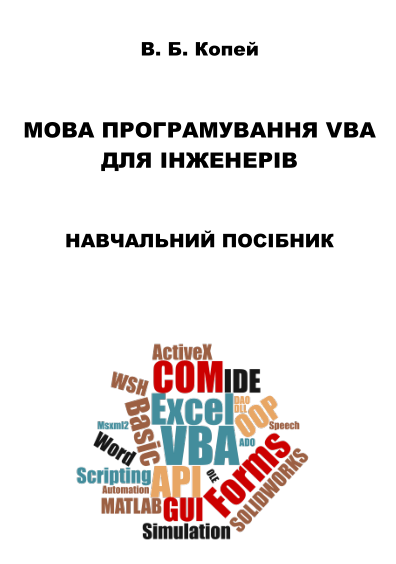 В. Б. Копей
МОВА ПРОГРАМУВАННЯ VBA
ДЛЯ ІНЖЕНЕРІВ
НАВЧАЛЬНИЙ ПОСІБНИК
ActiveX
WSH
COM
IDE
Basic
Excel
DAO
DLL
OOP
Msxml2
Word
VBA
ADO
Speech
Scripting
API
OLE
Forms
SOLIDWORKS
Automation
MATLAB
GUI
Simulation